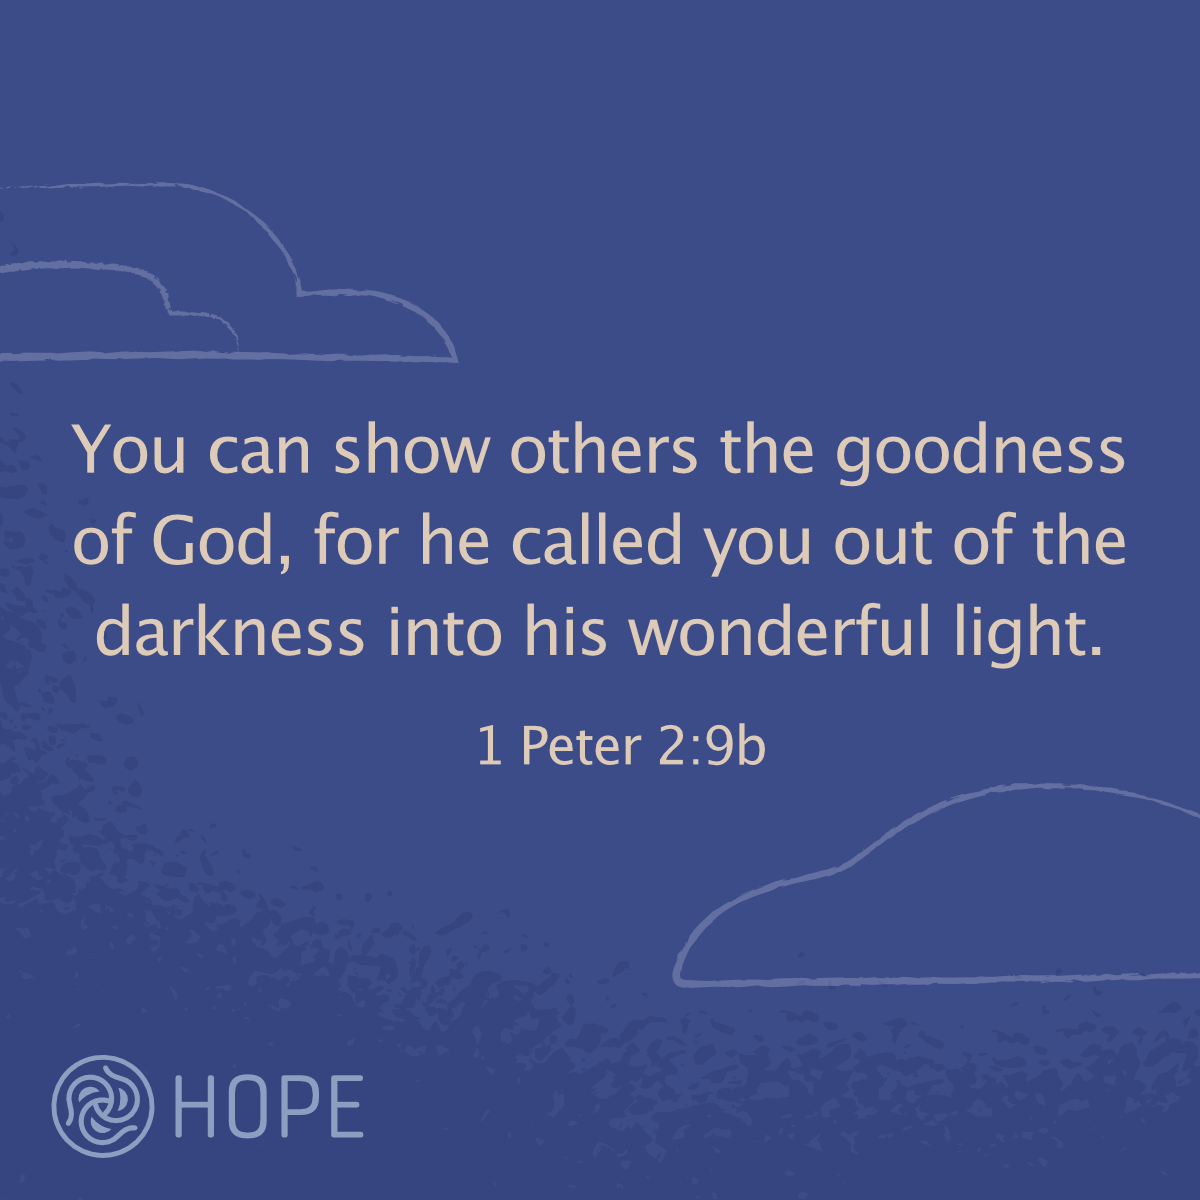 You can show others the goodness
of God, for he called you out of the
darkness into his wonderful light.
1 Peter 2:9b
HOPE